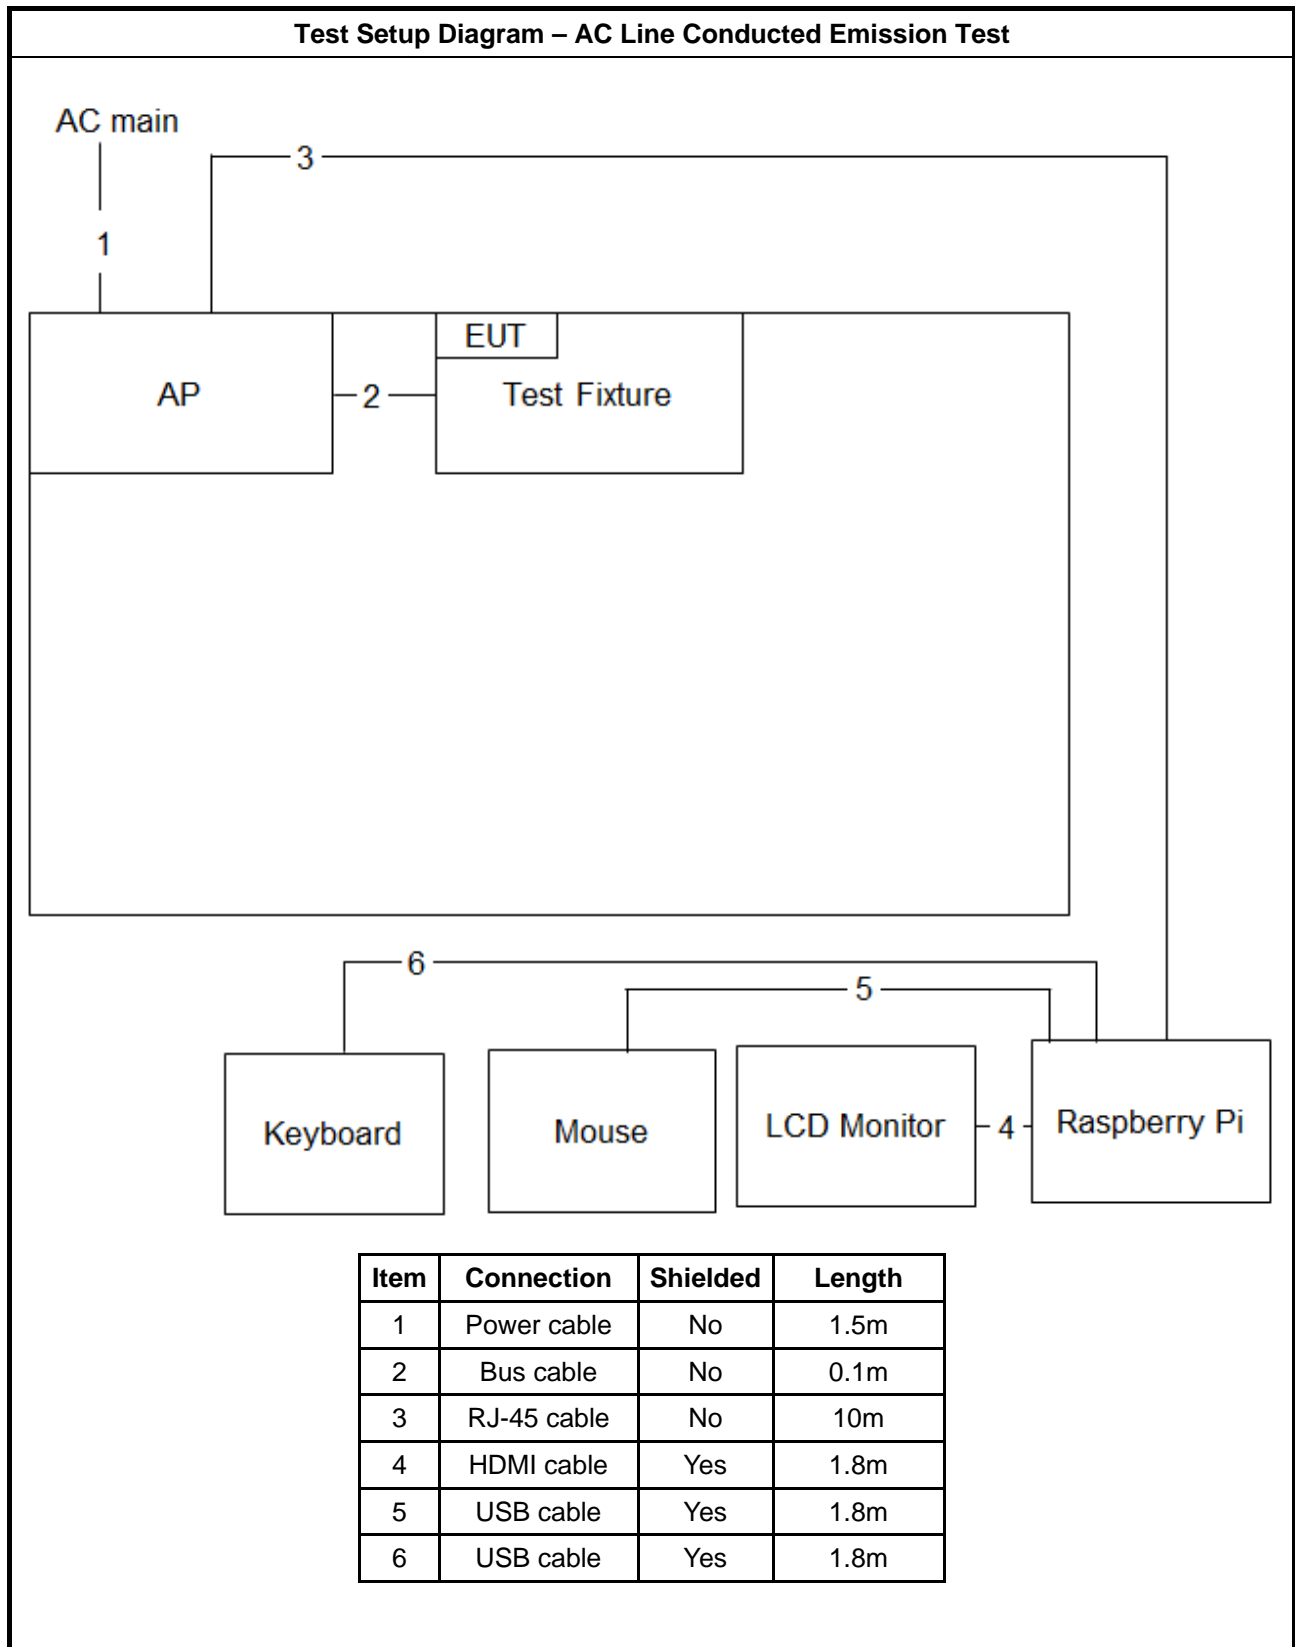 Test Setup Diagram – AC Line Conducted Emission Test
AC main
3
1
EUT
AP
2
Test Fixture
6
5
Keyboard
Mouse
LCD Monitor
4
Raspberry Pi
Item Connection Shielded Length
1 Power cable No 1.5m
2 Bus cable No 0.1m
3 RJ-45 cable No 10m
4 HDMI cable Yes 1.8m
5 USB cable Yes 1.8m
6 USB cable Yes 1.8m